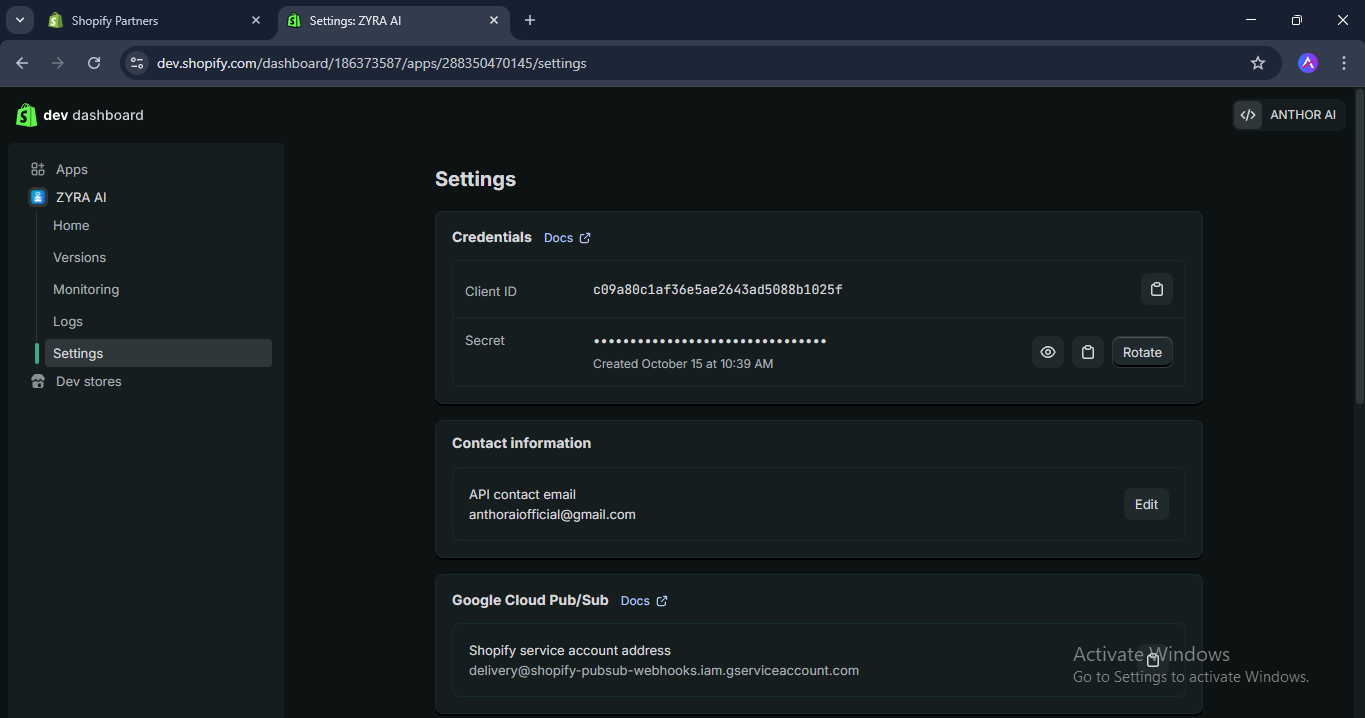 Shopify Partners
Settings: ZYRA AI
dev.shopify.com/dashboard/186373587/apps/288350470145/settings
dev dashboard
ANTHOR AI
Apps
ZYRA AI
Home
Versions
Monitoring
Logs
Settings
Dev stores
Settings
Credentials Docs
Client ID c09a80c1af36e5ae2643ad5088b1025f
Secret ••••••••••••••••••••••••••••••••
Created October 15 at 10:39 AM
Rotate
Contact information
API contact email
anthoraiofficial@gmail.com
Edit
Google Cloud Pub/Sub Docs
Shopify service account address
delivery@shopify-pubsub-webhooks.iam.gserviceaccount.com
Activate Windows
Go to Settings to activate Windows.